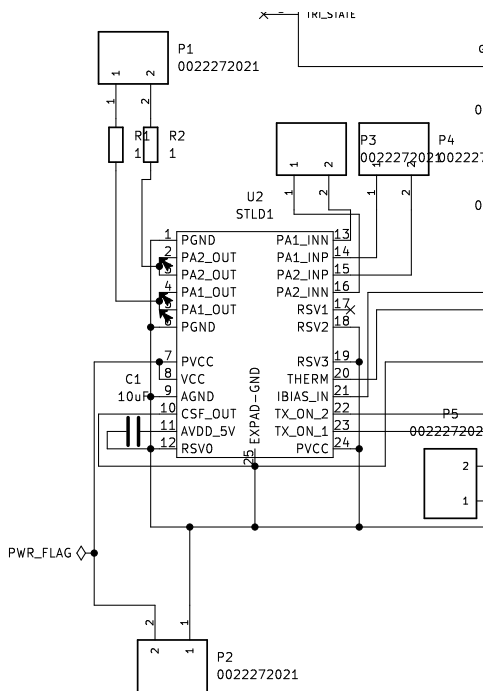 TRI_STATE
P1
0022272021
1
2
1
2
R1
1
R2
1
P3
0022272021
P4
1
2
1
2
1
2
1
2
U2
STLD1
1
PGND
2
PA2_OUT
3
PA2_OUT
4
PA1_OUT
5
PA1_OUT
6
PGND
7
PVCC
8
VCC
9
AGND
10
CSF_OUT
11
AVDD_5V
12
RSV0
PA1_INN
13
PA1_INP
14
PA2_INP
15
PA2_INN
16
RSV1
17
RSV2
18
RSV3
19
THERM
20
IBIAS_IN
21
TX_ON_2
22
TX_ON_1
23
PVCC
24
EXPAD-GND
25
C1
10uF
P5
2
1
PWR_FLAG
2
1
2
1
P2
0022272021